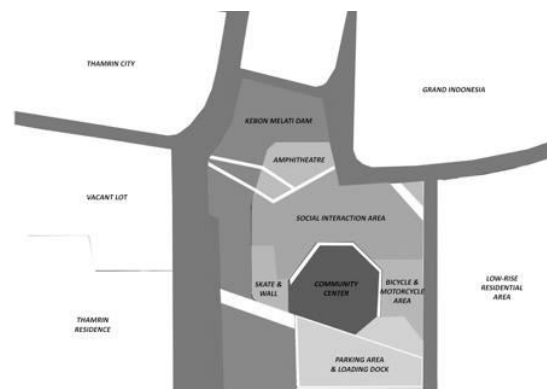 THAMRIN CITY
GRAND INDONESIA
KEBON MELATI DAM
AMPHITHEATRE
VACANT LOT
SOCIAL INTERACTION AREA
SKATE &
WALL
COMMUNITY
CENTER
BICYCLE &
MOTORCYCLE
AREA
LOW-RISE
RESIDENTIAL
AREA
THAMRIN
RESIDENCE
PARKING AREA
& LOADING DOCK